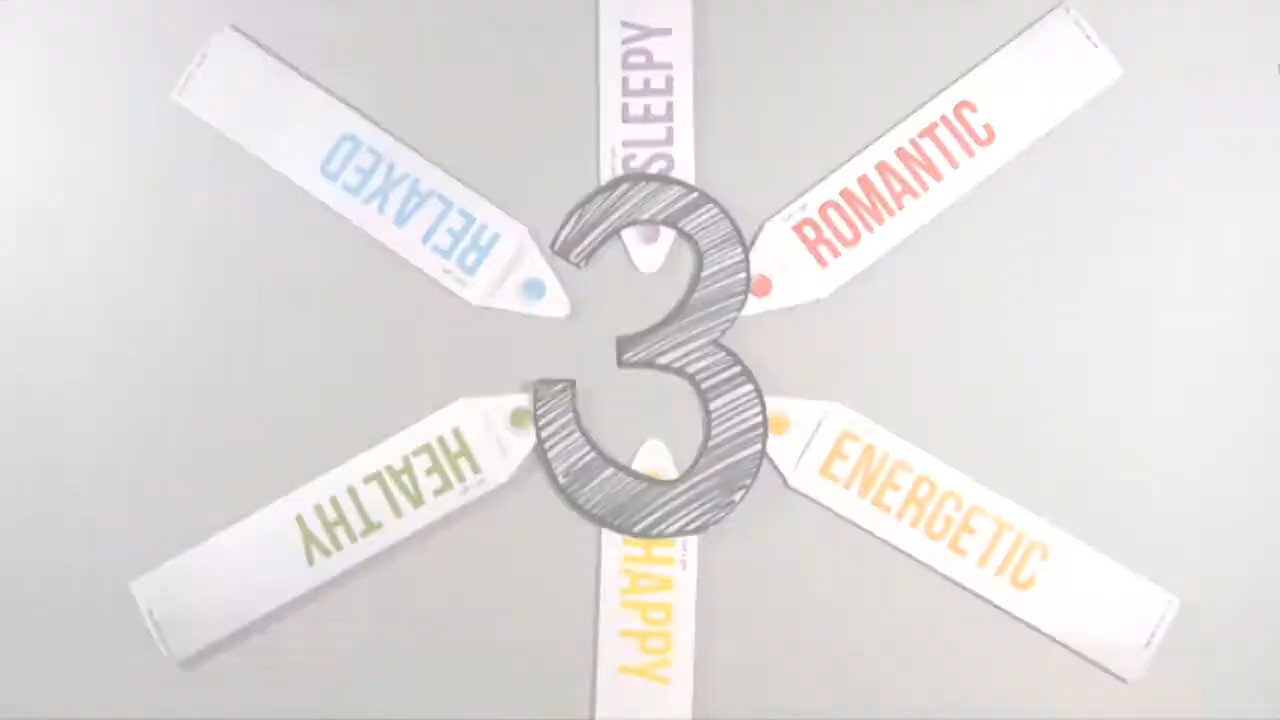 SLEEPY
ROMANTIC
RELAXED
3
HEALTHY
ENERGETIC
HAPPY